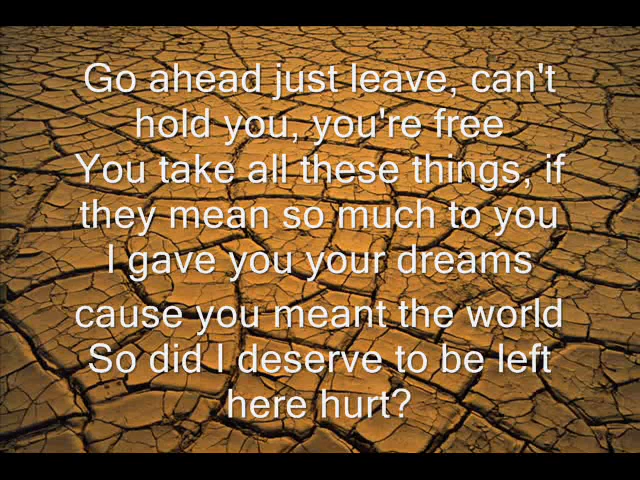 Go ahead just leave, can't
hold you, you're free
You take all these things, if
they mean so much to you
I gave you your dreams
cause you meant the world
So did I deserve to be left
here hurt?